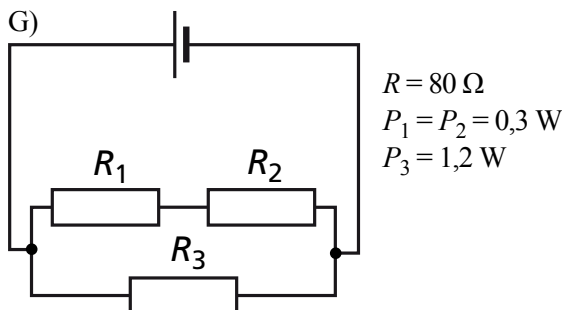 G)
R = 80 Ω
P₁ = P₂ = 0,3 W
P₃ = 1,2 W
R₁
R₂
R₃